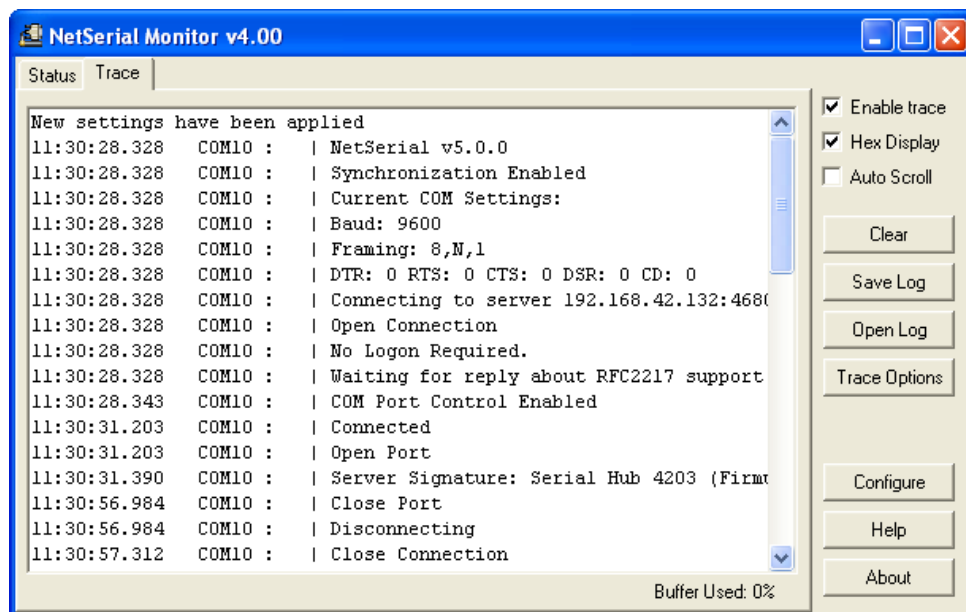 NetSerial Monitor v4.00
Status Trace
New settings have been applied
11:30:28.328 COM10 : | NetSerial v5.0.0
11:30:28.328 COM10 : | Synchronization Enabled
11:30:28.328 COM10 : | Current COM Settings:
11:30:28.328 COM10 : | Baud: 9600
11:30:28.328 COM10 : | Framing: 8,N,1
11:30:28.328 COM10 : | DTR: 0 RTS: 0 CTS: 0 DSR: 0 CD: 0
11:30:28.328 COM10 : | Connecting to server 192.168.42.132:468
11:30:28.328 COM10 : | Open Connection
11:30:28.328 COM10 : | No Logon Required.
11:30:28.328 COM10 : | Waiting for reply about RFC2217 support
11:30:28.343 COM10 : | COM Port Control Enabled
11:30:31.203 COM10 : | Connected
11:30:31.203 COM10 : | Open Port
11:30:31.390 COM10 : | Server Signature: Serial Hub 4203 (Firm
11:30:56.984 COM10 : | Close Port
11:30:56.984 COM10 : | Disconnecting
11:30:57.312 COM10 : | Close Connection
Buffer Used: 0%
Enable trace
Hex Display
Auto Scroll
Clear
Save Log
Open Log
Trace Options
Configure
Help
About